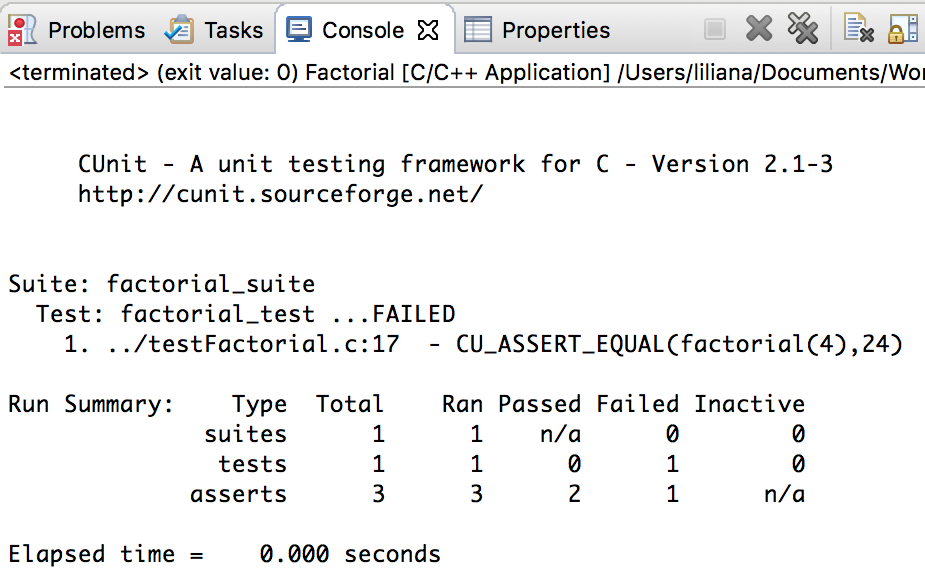 Problems Tasks Console Properties
<terminated> (exit value: 0) Factorial [C/C++ Application] /Users/liliana/Documents/Wor
CUnit - A unit testing framework for C - Version 2.1-3
http://cunit.sourceforge.net/
Suite: factorial_suite
Test: factorial_test ...FAILED
1. ../testFactorial.c:17 - CU_ASSERT_EQUAL(factorial(4),24)
Run Summary: Type Total Ran Passed Failed Inactive
suites 1 1 n/a 0 0
tests 1 1 0 1 0
asserts 3 3 2 1 n/a
Elapsed time = 0.000 seconds